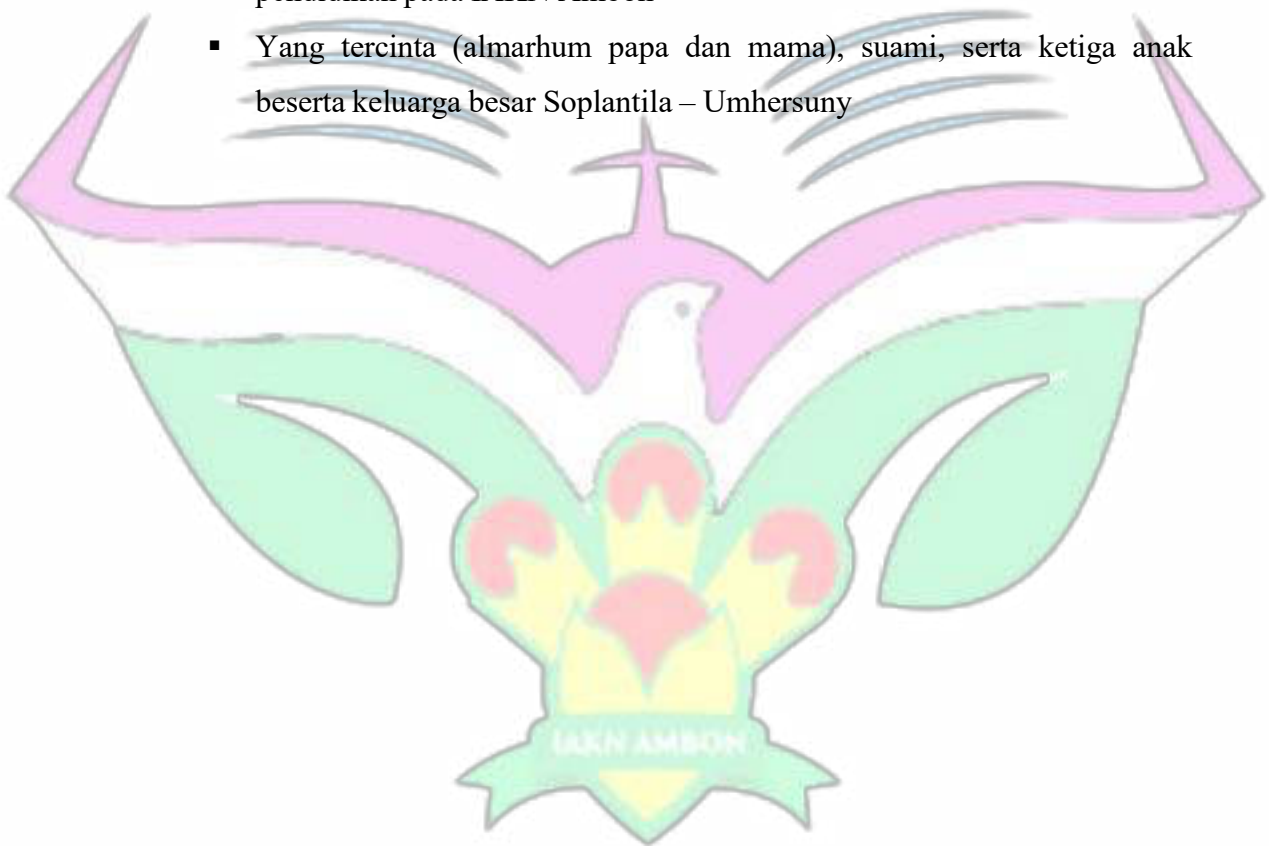 ▪ Yang tercinta (almarhum papa dan mama), suami, serta ketiga anak
beserta keluarga besar Soplantila – Umhersuny
IAKN AMBON